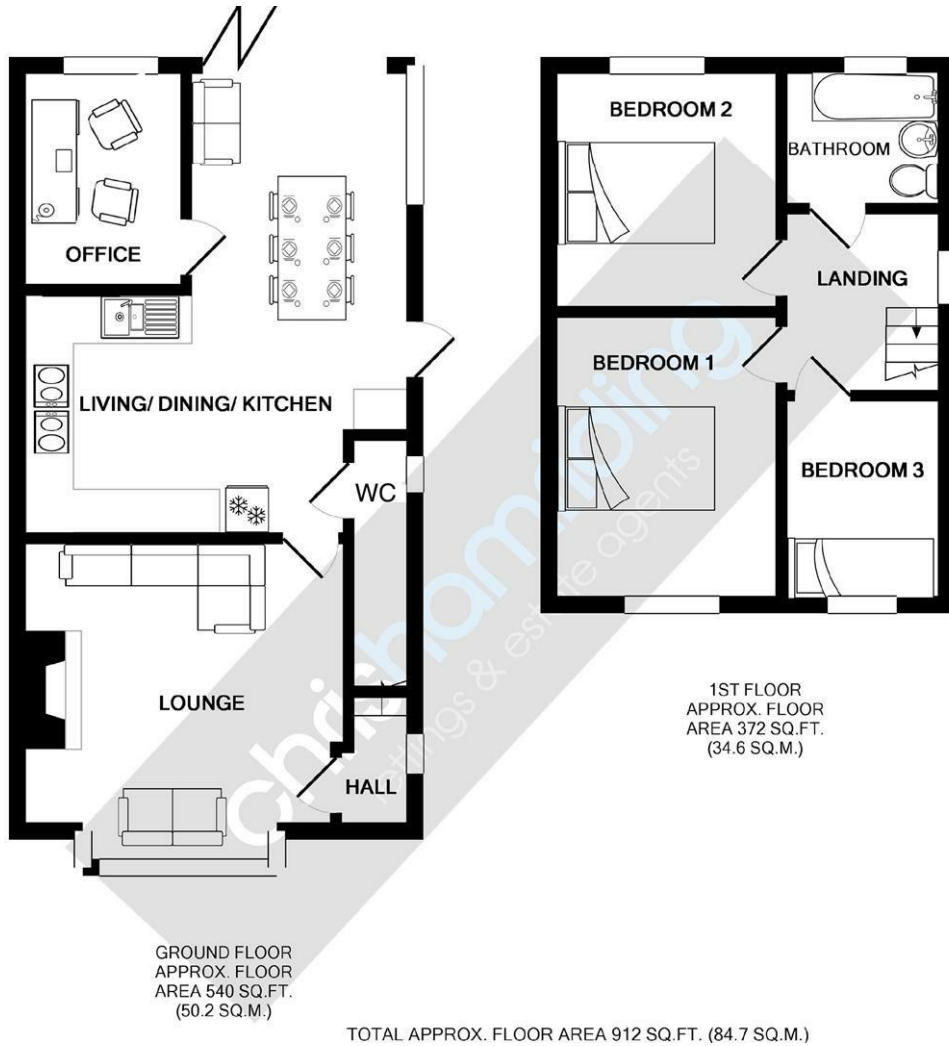 OFFICE
LIVING/ DINING/ KITCHEN
WC
LOUNGE
HALL
GROUND FLOOR
APPROX. FLOOR
AREA 540 SQ.FT.
(50.2 SQ.M.)
BEDROOM 2
BATHROOM
LANDING
BEDROOM 1
BEDROOM 3
1ST FLOOR
APPROX. FLOOR
AREA 372 SQ.FT.
(34.6 SQ.M.)
TOTAL APPROX. FLOOR AREA 912 SQ.FT. (84.7 SQ.M.)
chrishamriding
lettings & estate agents